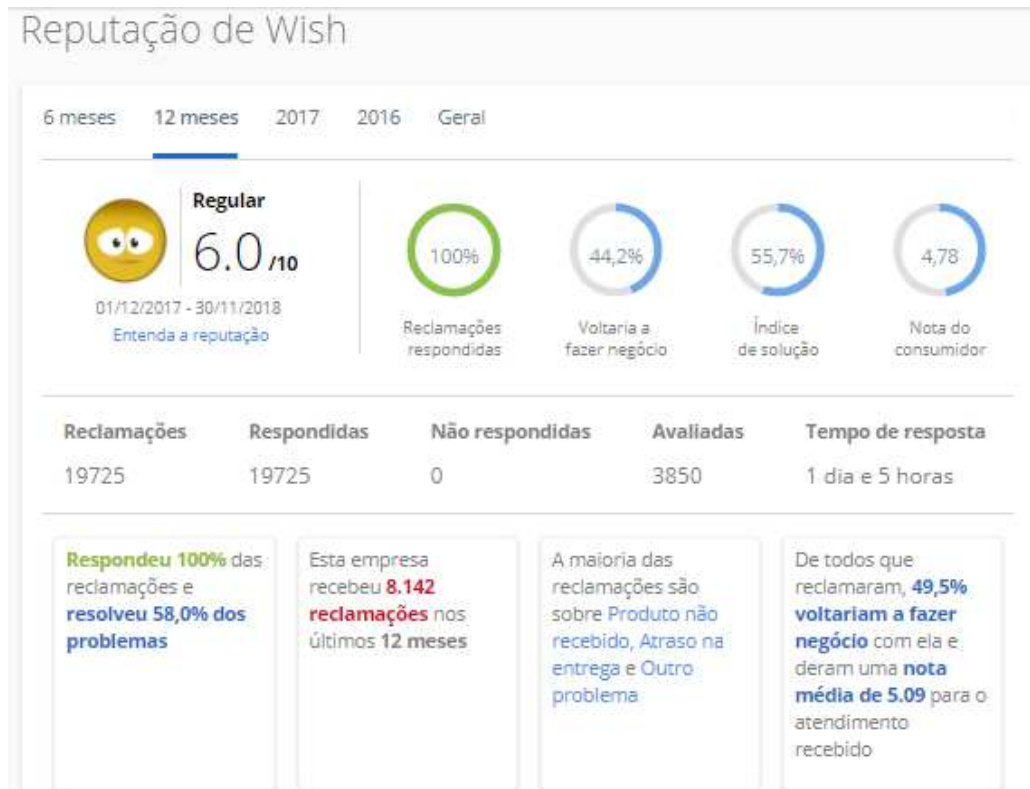 Reputação de Wish
6 meses 12 meses 2017 2016 Geral
Regular
6.0 /10
01/12/2017 - 30/11/2018
Entenda a reputação
100% 44,2% 55,7% 4,78
Reclamações respondidas
Voltaria a fazer negócio
Índice de solução
Nota do consumidor
Reclamações Respondidas Não respondidas Avaliadas Tempo de resposta
19725 19725 0 3850 1 dia e 5 horas
Respondeu 100% das
reclamações e
resolveu 58,0% dos
problemas
Esta empresa
recebeu 8.142
reclamações nos
últimos 12 meses
A maioria das
reclamações são
sobre Produto não
recebido, Atraso na
entrega e Outro
problema
De todos que
reclamaram, 49,5%
voltariam a fazer
negócio com ela e
deram uma nota
média de 5.09 para o
atendimento
recebido